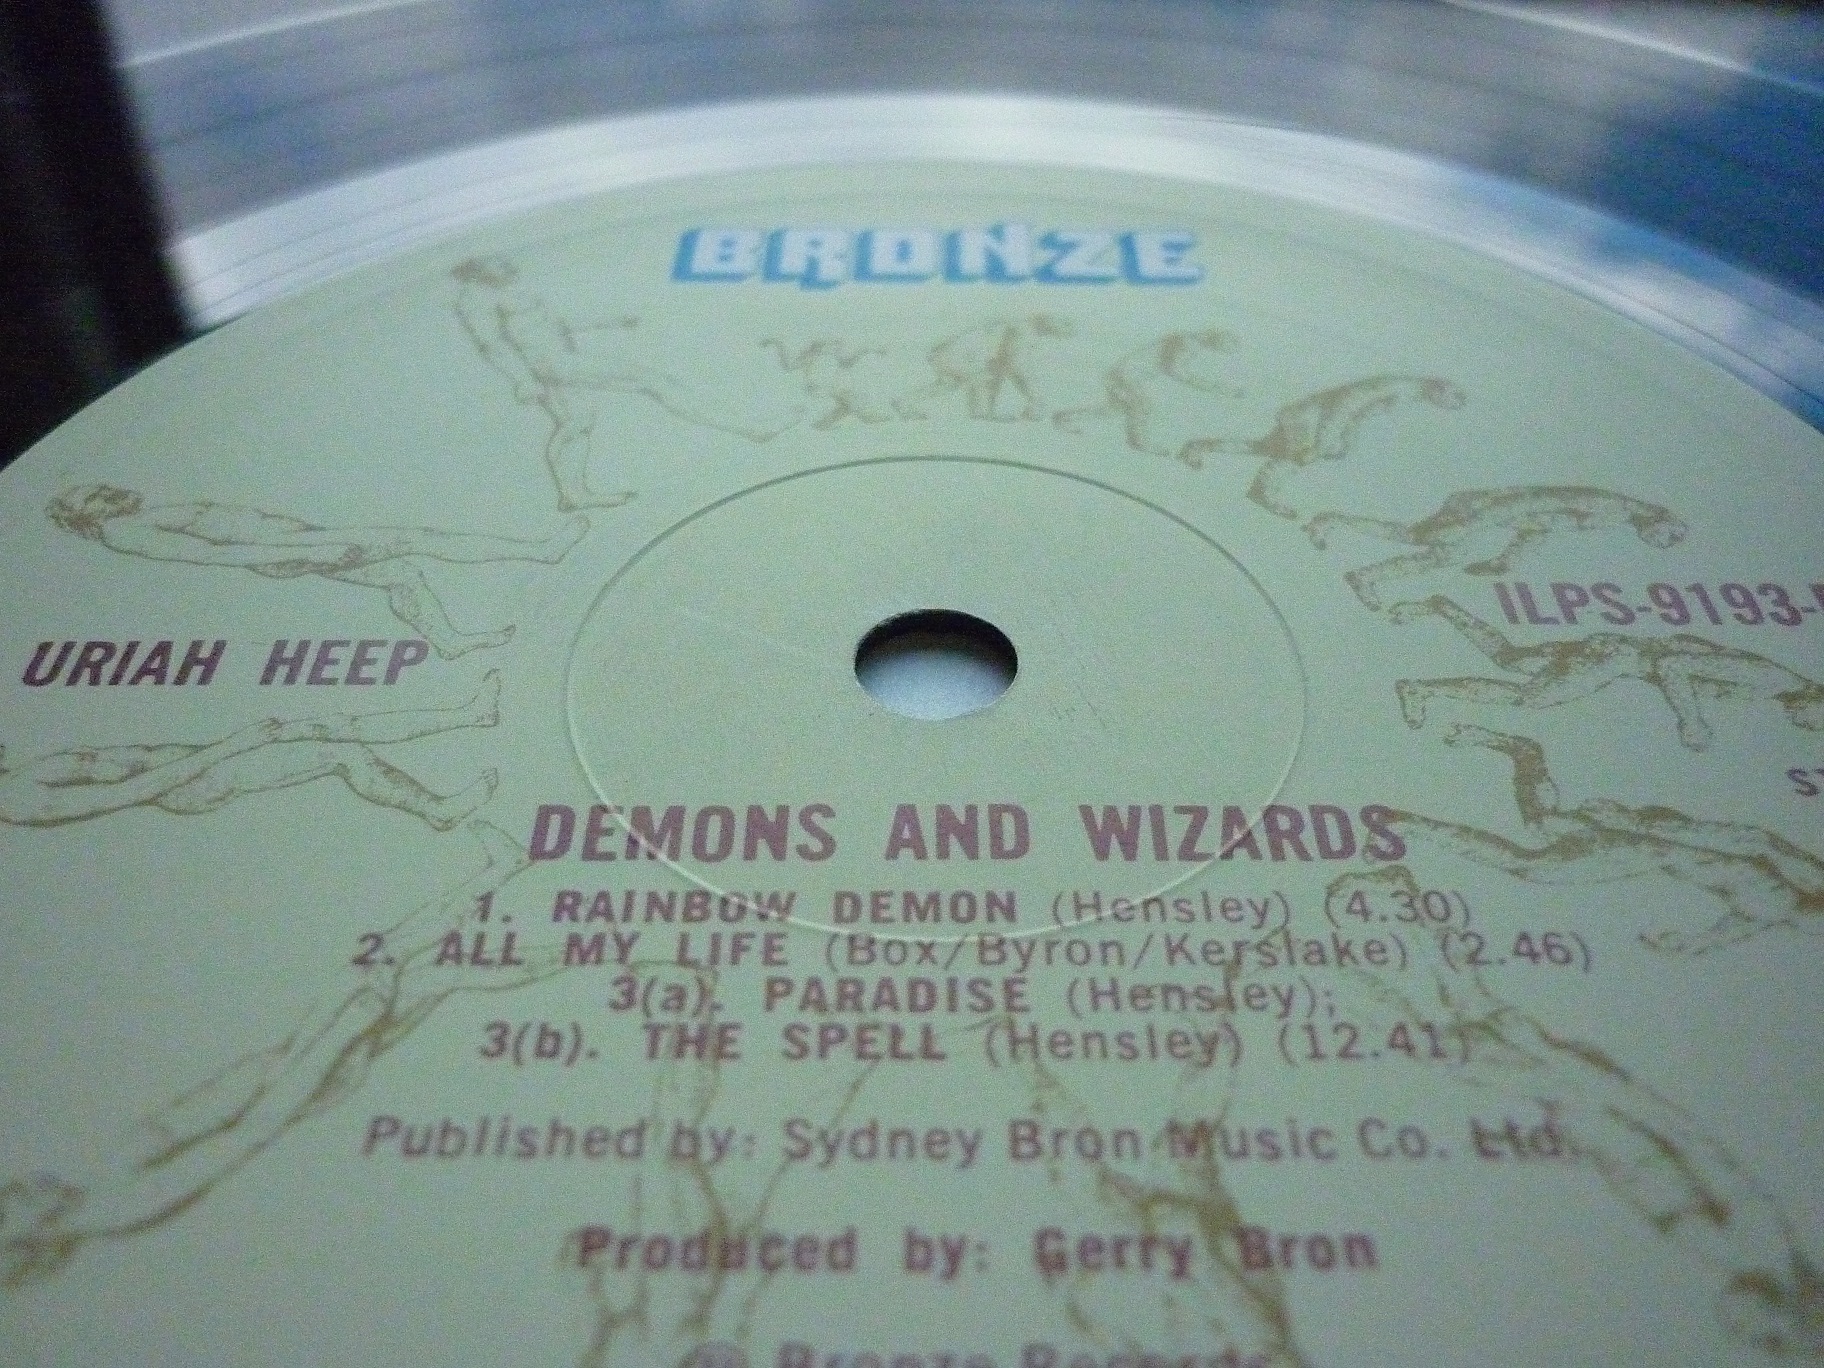 BRONZE
URIAH HEEP
ILPS-9193-
DEMONS AND WIZARDS
1. RAINBOW DEMON (Hensley) (4.30)
2. ALL MY LIFE (Box/Byron/Kerslake) (2.46)
3(a). PARADISE (Hensley);
3(b). THE SPELL (Hensley) (12.41)
Published by: Sydney Bron Music Co. Ltd.
Produced by: Gerry Bron
Bronze Records